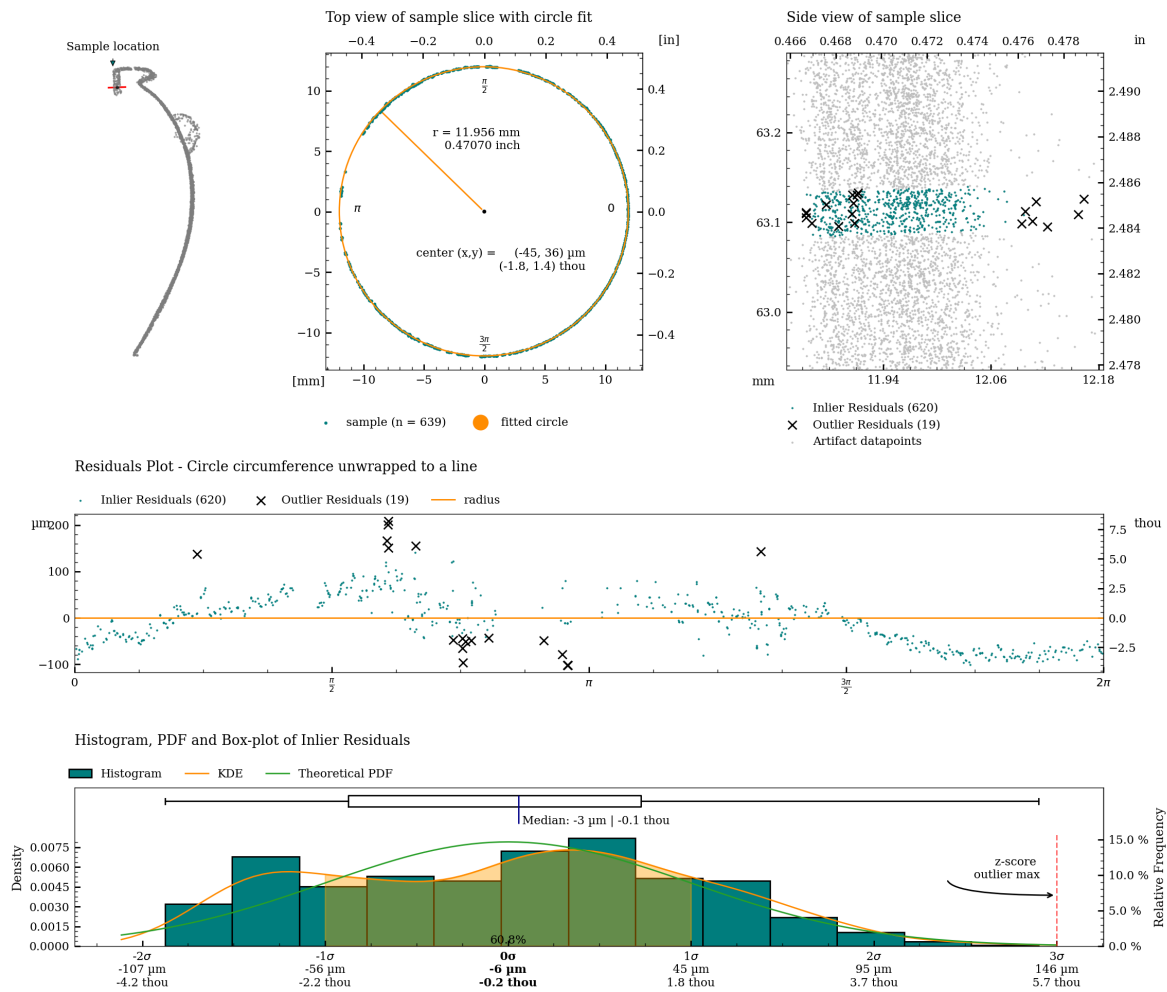 Top view of sample slice with circle fit
Side view of sample slice
Sample location
−0.4 −0.2 0.0 0.2 0.4 [in]
0.466 0.468 0.470 0.472 0.474 0.476 0.478 in
10
5
0
−5
−10
[mm] −10 −5 0 5 10
0.4
0.2
0.0
−0.2
−0.4
π/2
r = 11.956 mm
0.47070 inch
π
0
center (x,y) = (-45, 36) µm
(-1.8, 1.4) thou
3π/2
63.2
63.1
63.0
2.490
2.488
2.486
2.484
2.482
2.480
2.478
mm 11.94 12.06 12.18
sample (n = 639) fitted circle
Inlier Residuals (620)
Outlier Residuals (19)
Artifact datapoints
Residuals Plot - Circle circumference unwrapped to a line
Inlier Residuals (620) Outlier Residuals (19) radius
µm
200
100
0
−100
thou
7.5
5.0
2.5
0.0
−2.5
0 π/2 π 3π/2 2π
Histogram, PDF and Box-plot of Inlier Residuals
Histogram KDE Theoretical PDF
Median: -3 µm | -0.1 thou
Density
0.0075
0.0060
0.0045
0.0030
0.0015
0.0000
z-score
outlier max
15.0 %
10.0 %
5.0 %
0.0 %
Relative Frequency
60.8%
-2σ -1σ 0σ 1σ 2σ 3σ
-107 µm -56 µm -6 µm 45 µm 95 µm 146 µm
-4.2 thou -2.2 thou -0.2 thou 1.8 thou 3.7 thou 5.7 thou